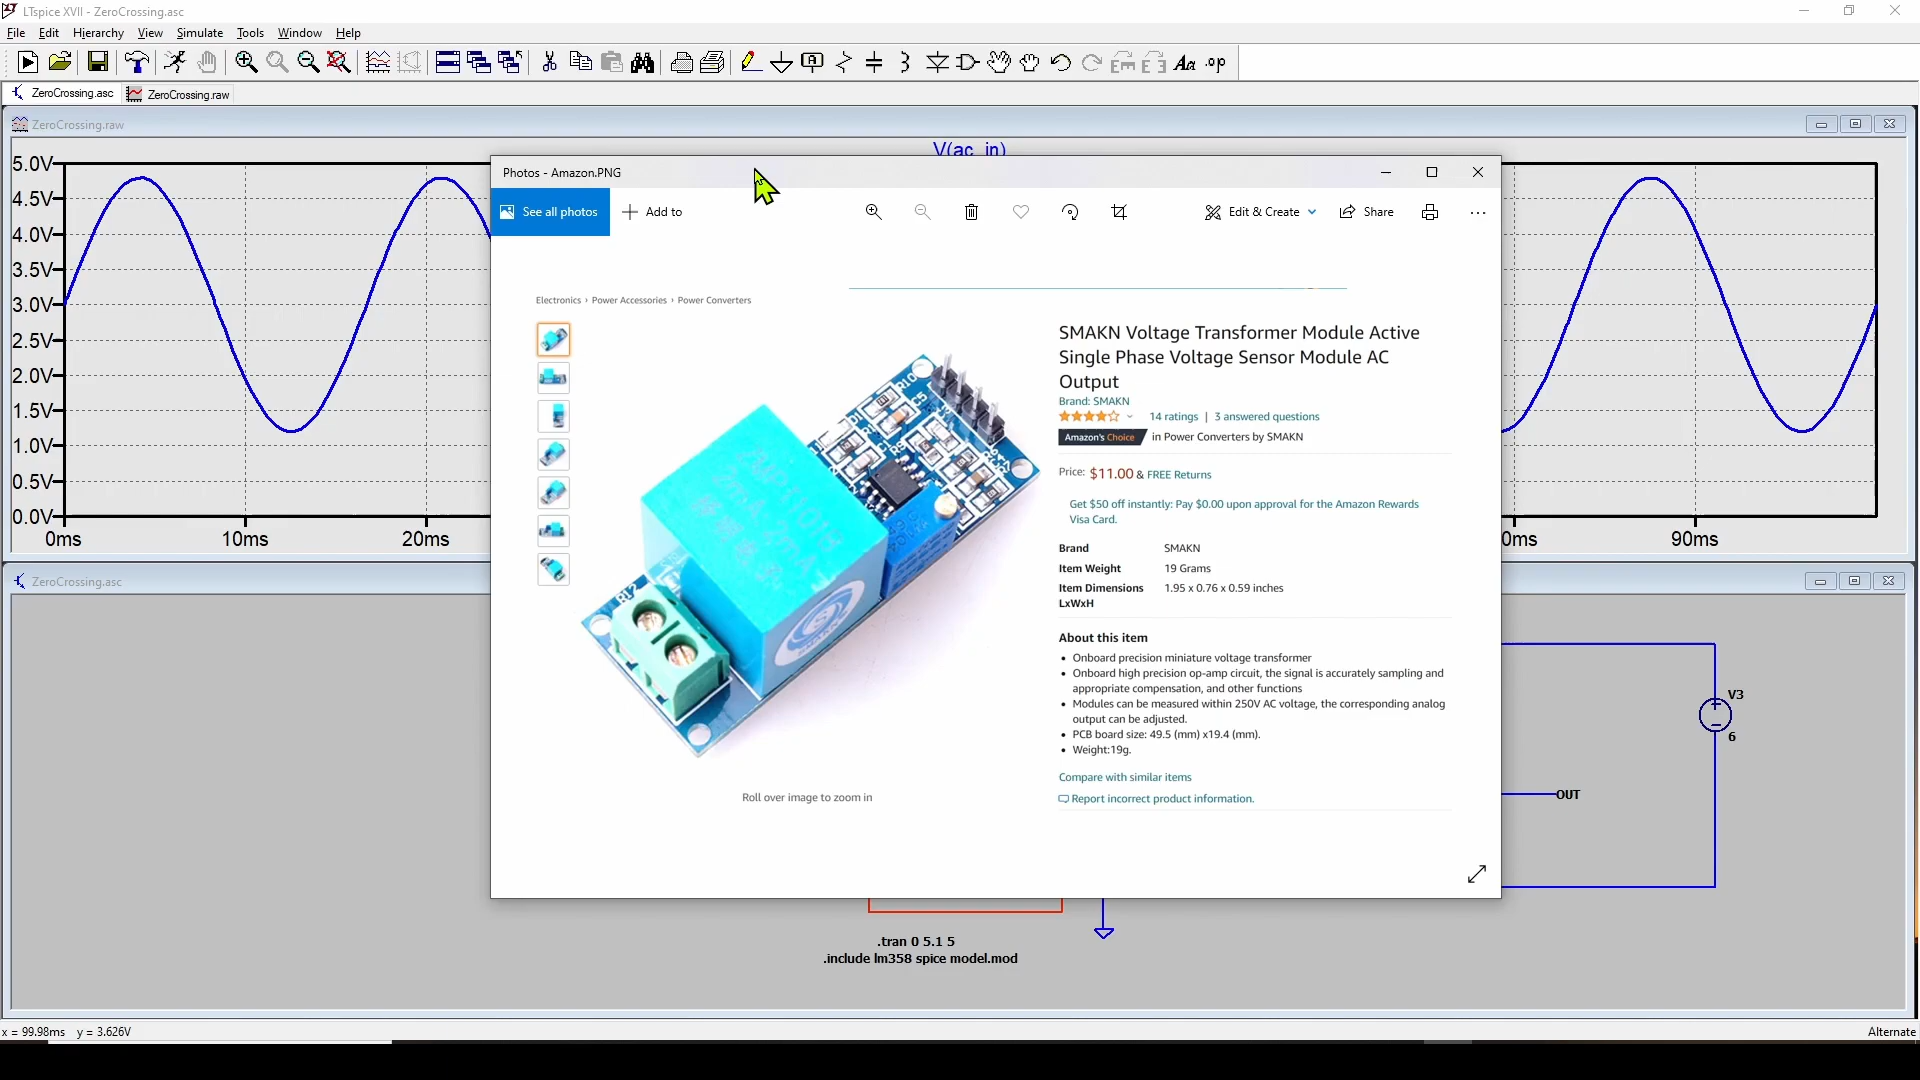 LTspice XVII - ZeroCrossing.asc
File Edit Hierarchy View Simulate Tools Window Help
ZeroCrossing.asc ZeroCrossing.raw
ZeroCrossing.raw
V(ac_in)
5.0V
4.5V
4.0V
3.5V
3.0V
2.5V
2.0V
1.5V
1.0V
0.5V
0.0V
0ms 10ms 20ms 0ms 90ms
Photos - Amazon.PNG
See all photos Add to Edit & Create Share
Electronics › Power Accessories › Power Converters
SMAKN Voltage Transformer Module Active
Single Phase Voltage Sensor Module AC
Output
Brand: SMAKN
14 ratings | 3 answered questions
Amazon's Choice in Power Converters by SMAKN
Price: $11.00 & FREE Returns
Get $50 off instantly: Pay $0.00 upon approval for the Amazon Rewards
Visa Card.
Brand SMAKN
Item Weight 19 Grams
Item Dimensions 1.95 x 0.76 x 0.59 inches
LxWxH
About this item
• Onboard precision miniature voltage transformer
• Onboard high precision op-amp circuit, the signal is accurately sampling and
appropriate compensation, and other functions
• Modules can be measured within 250V AC voltage, the corresponding analog
output can be adjusted.
• PCB board size: 49.5 (mm) x19.4 (mm).
• Weight:19g.
Compare with similar items
Report incorrect product information.
Roll over image to zoom in
ZeroCrossing.asc
V3
6
OUT
.tran 0 5.1 5
.include lm358 spice model.mod
x = 99.98ms y = 3.626V
Alternate